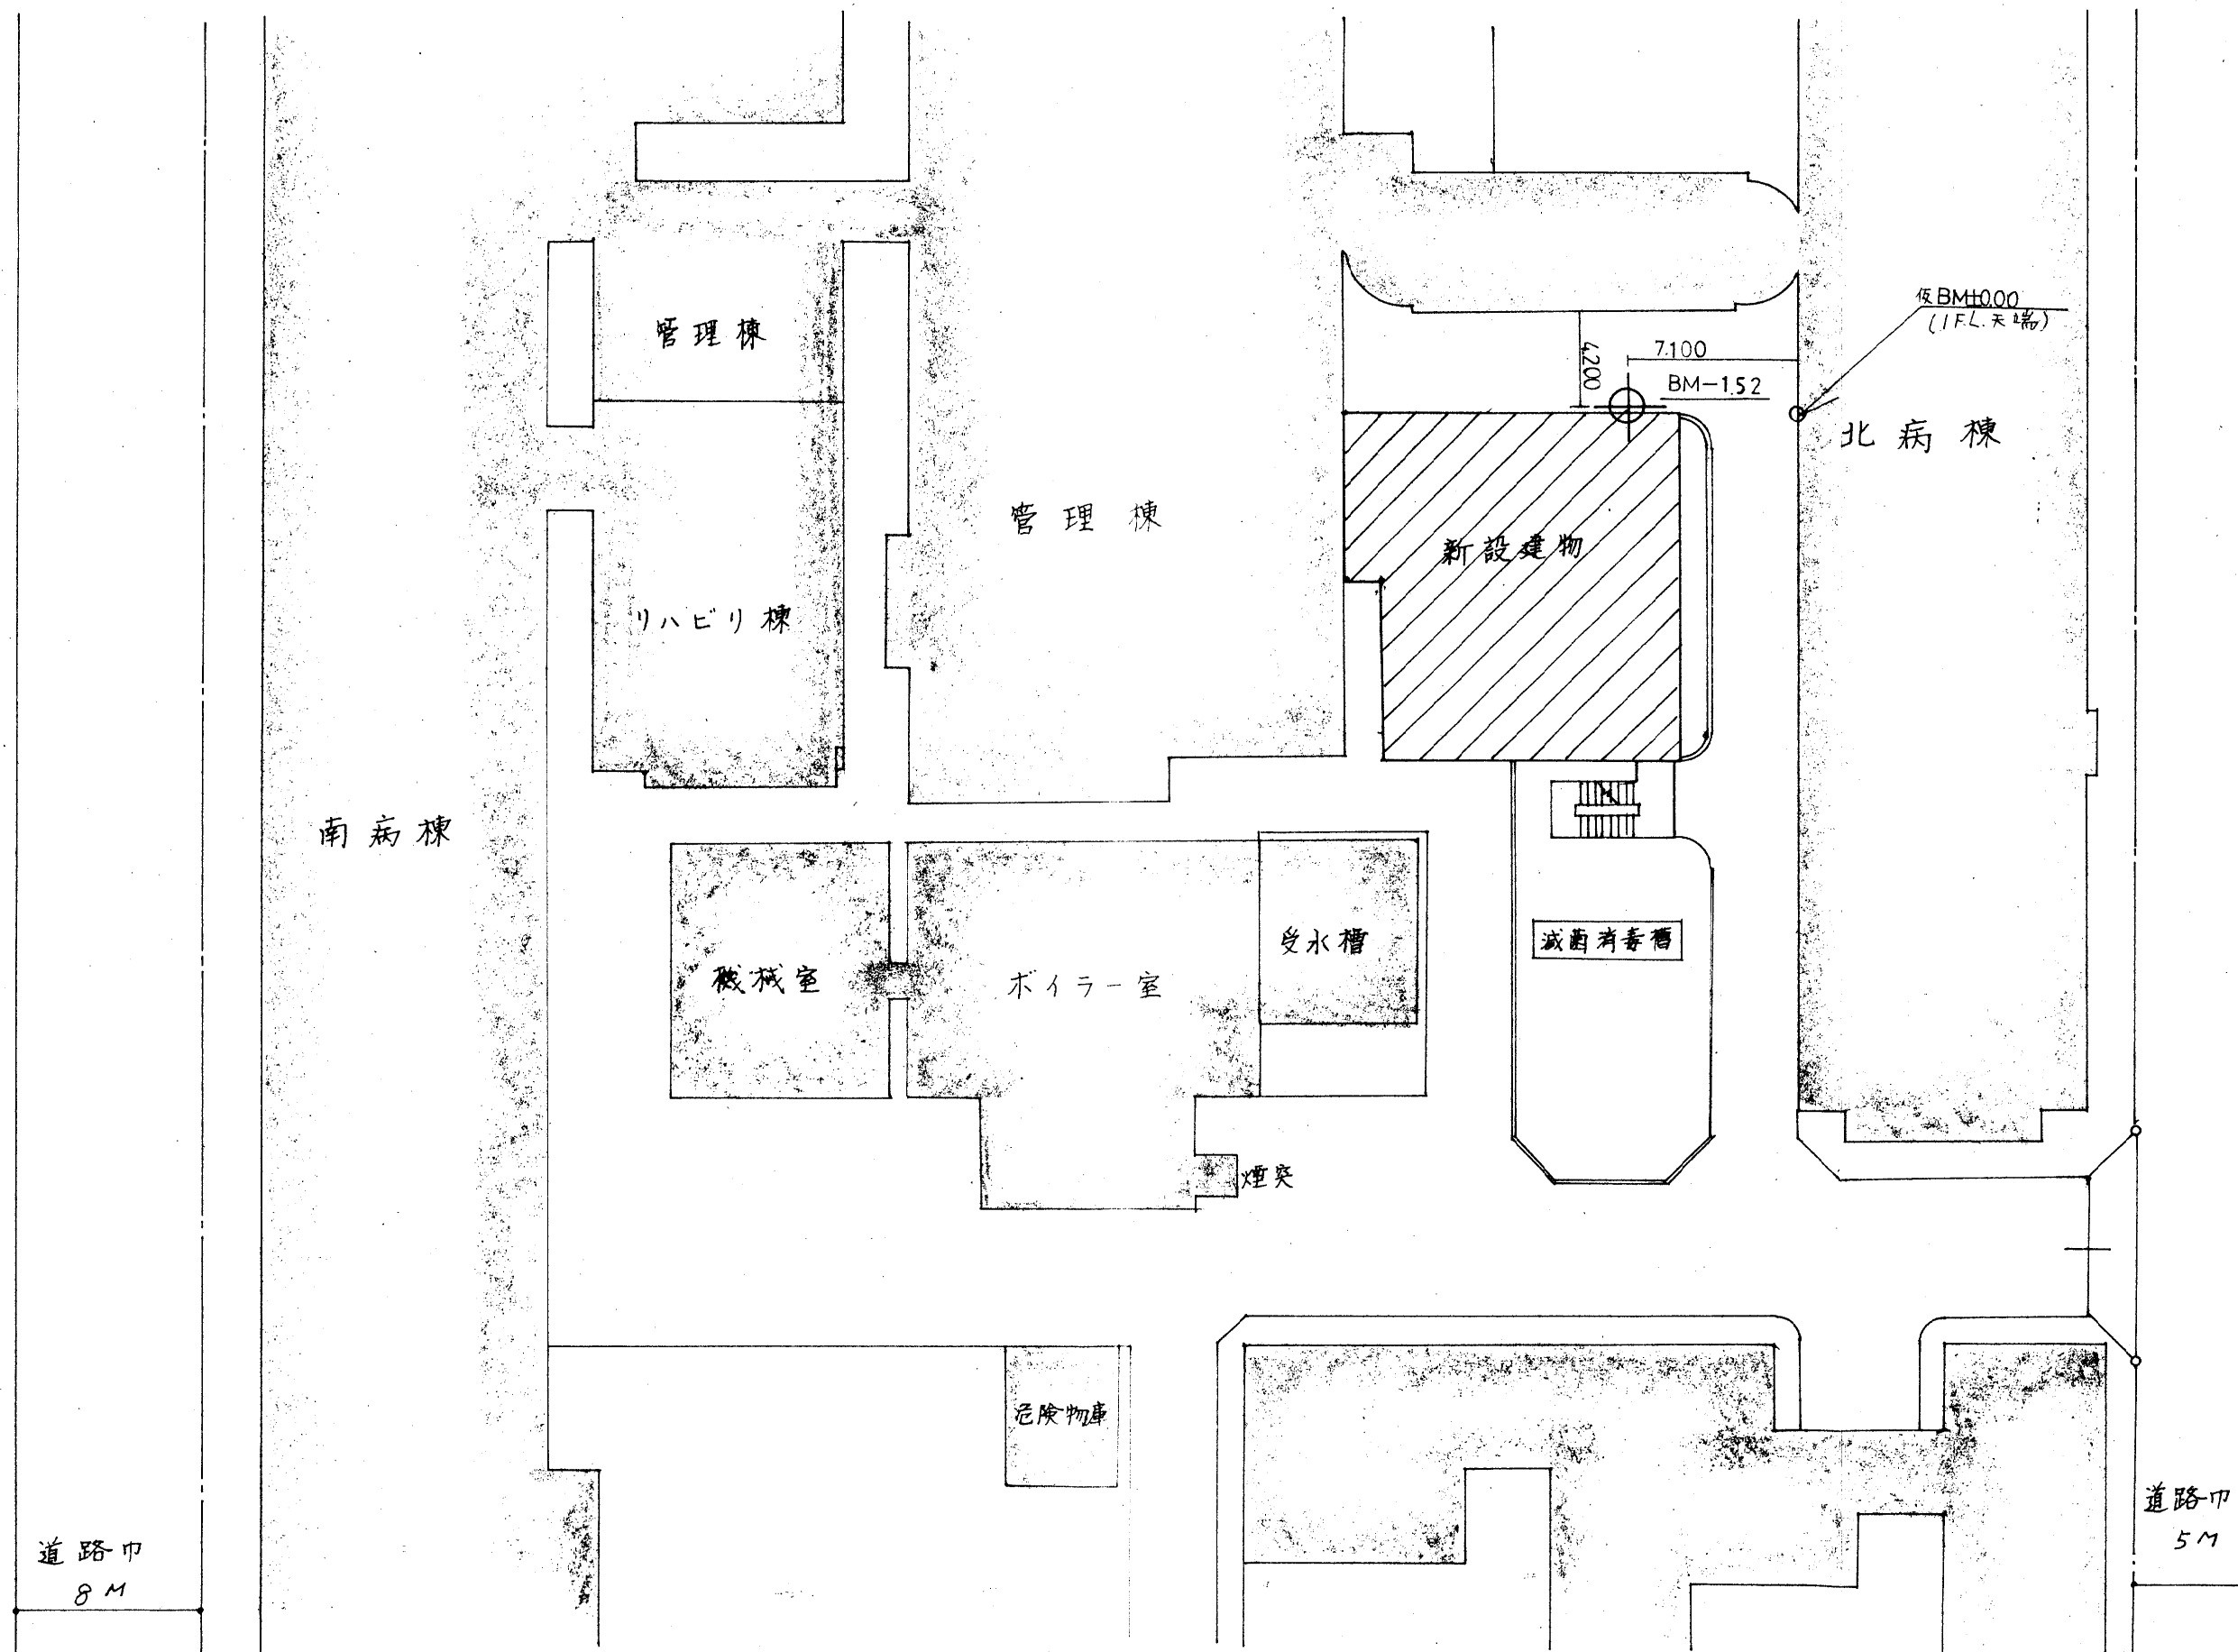 仮BM±0.00
(1F.L.天端)
管理棟
4.200
7.100
BM-1.52
北病棟
管理棟
新設建物
リハビリ棟
南病棟
受水槽
滅菌消毒槽
機械室
ボイラー室
煙突
危険物庫
道路巾
5M
道路巾
8M